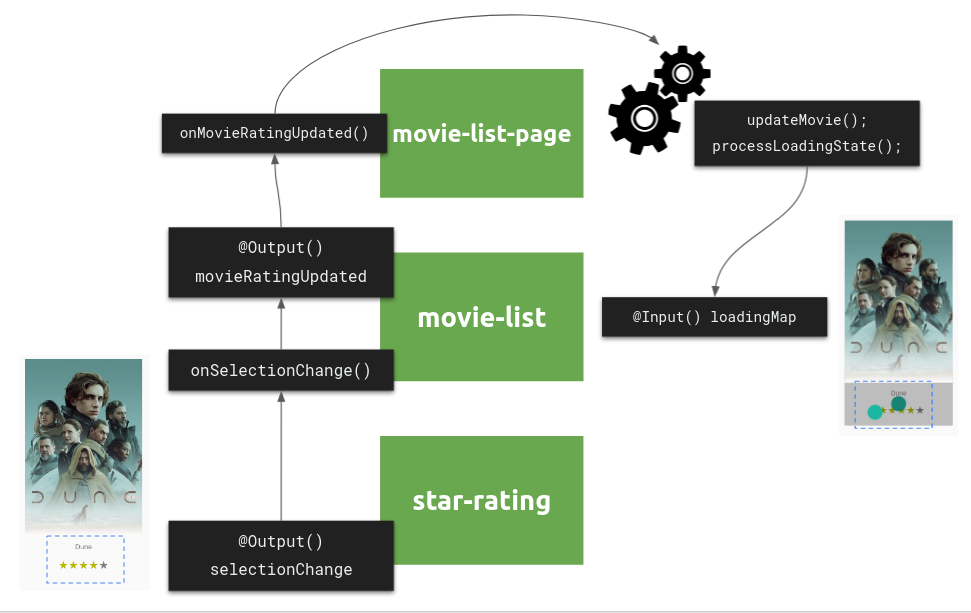 onMovieRatingUpdated()
movie-list-page
updateMovie();
processLoadingState();
@Output()
movieRatingUpdated
movie-list
@Input() loadingMap
onSelectionChange()
DUNE
Dune
star-rating
@Output()
selectionChange
DUNE
Dune